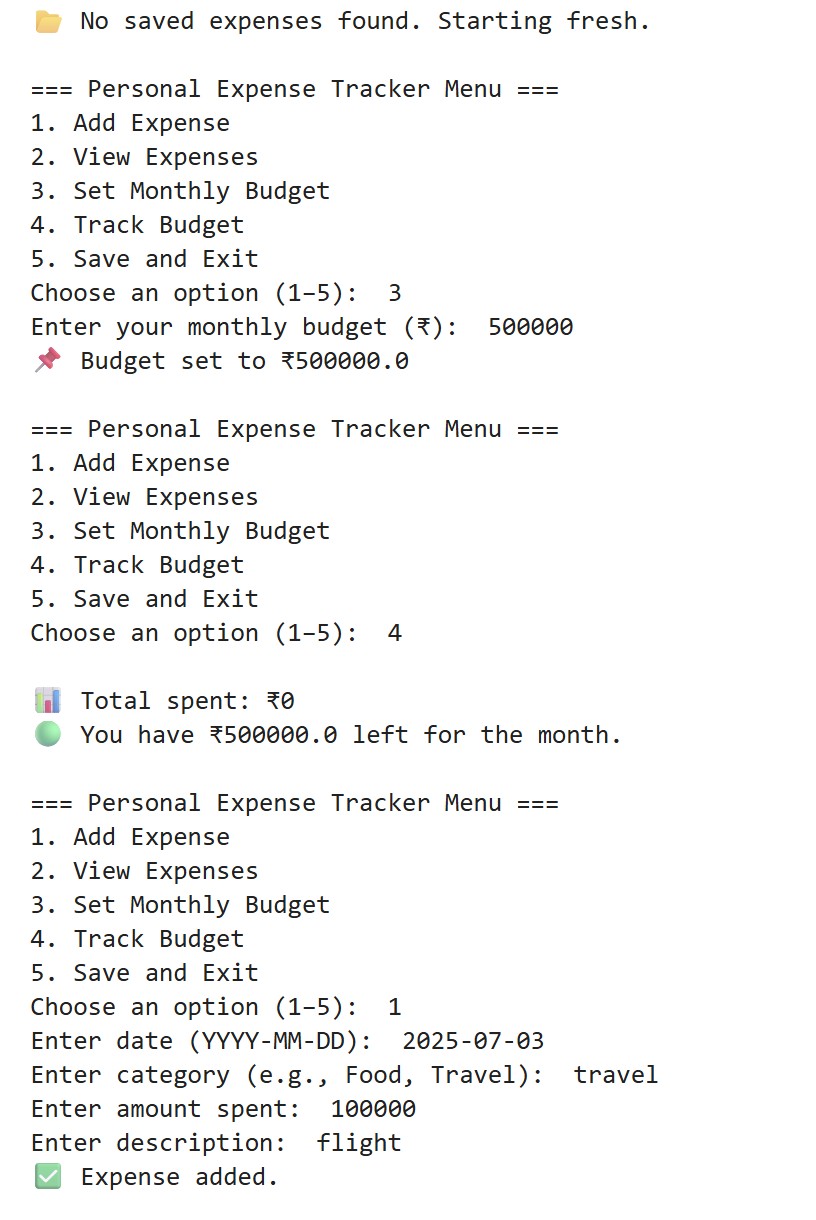 📂 No saved expenses found. Starting fresh.
=== Personal Expense Tracker Menu ===
1. Add Expense
2. View Expenses
3. Set Monthly Budget
4. Track Budget
5. Save and Exit
Choose an option (1–5):  3
Enter your monthly budget (₹):  500000
📌 Budget set to ₹500000.0
=== Personal Expense Tracker Menu ===
1. Add Expense
2. View Expenses
3. Set Monthly Budget
4. Track Budget
5. Save and Exit
Choose an option (1–5):  4
📊 Total spent: ₹0
🟢 You have ₹500000.0 left for the month.
=== Personal Expense Tracker Menu ===
1. Add Expense
2. View Expenses
3. Set Monthly Budget
4. Track Budget
5. Save and Exit
Choose an option (1–5):  1
Enter date (YYYY-MM-DD):  2025-07-03
Enter category (e.g., Food, Travel):  travel
Enter amount spent:  100000
Enter description:  flight
✅ Expense added.